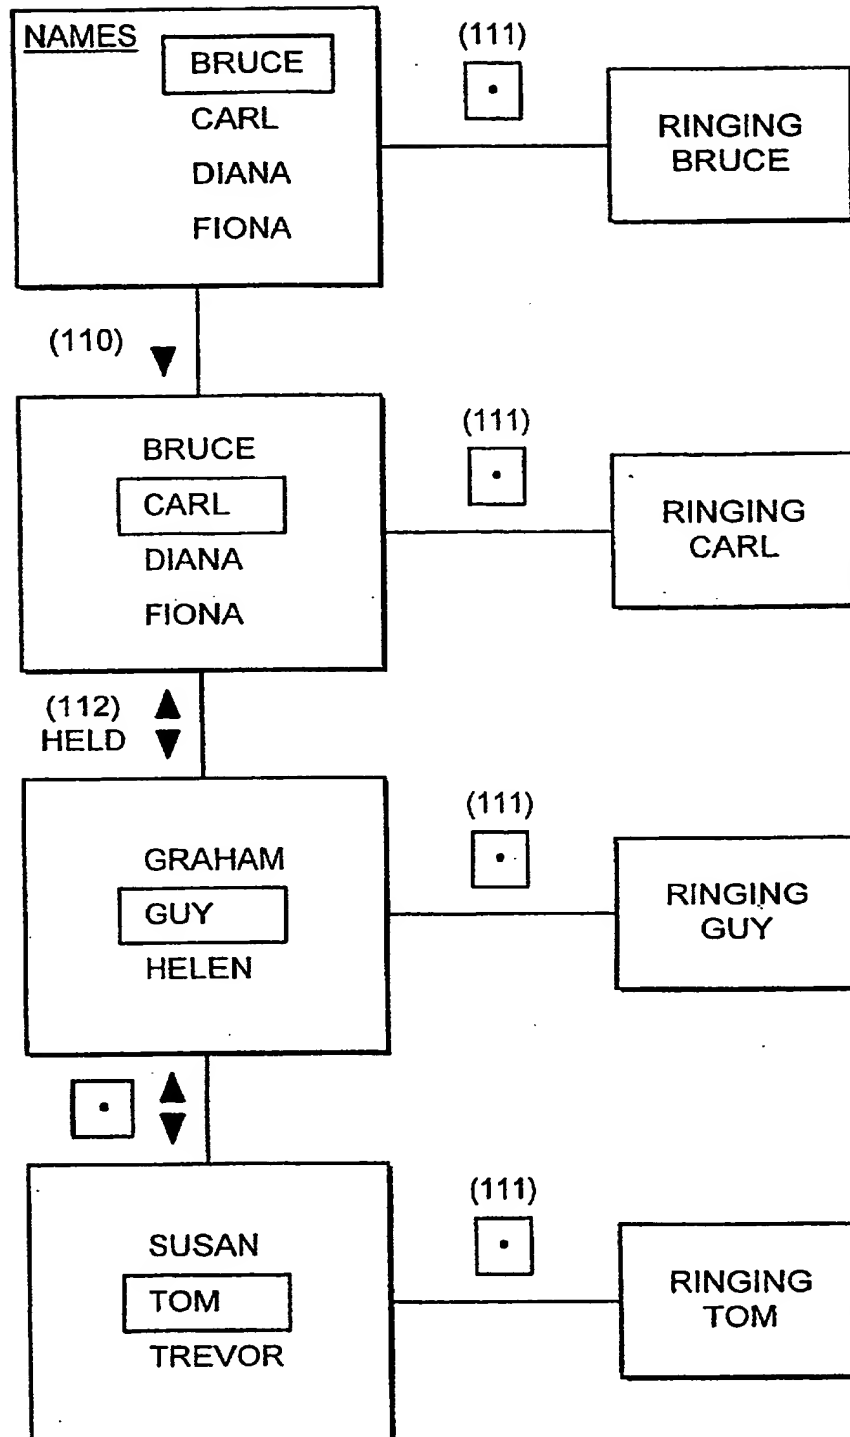 NAMES
BRUCE
CARL
DIANA
FIONA
(111)
RINGING
BRUCE
(110)
BRUCE
CARL
DIANA
FIONA
(111)
RINGING
CARL
(112)
HELD
GRAHAM
GUY
HELEN
(111)
RINGING
GUY
SUSAN
TOM
TREVOR
(111)
RINGING
TOM